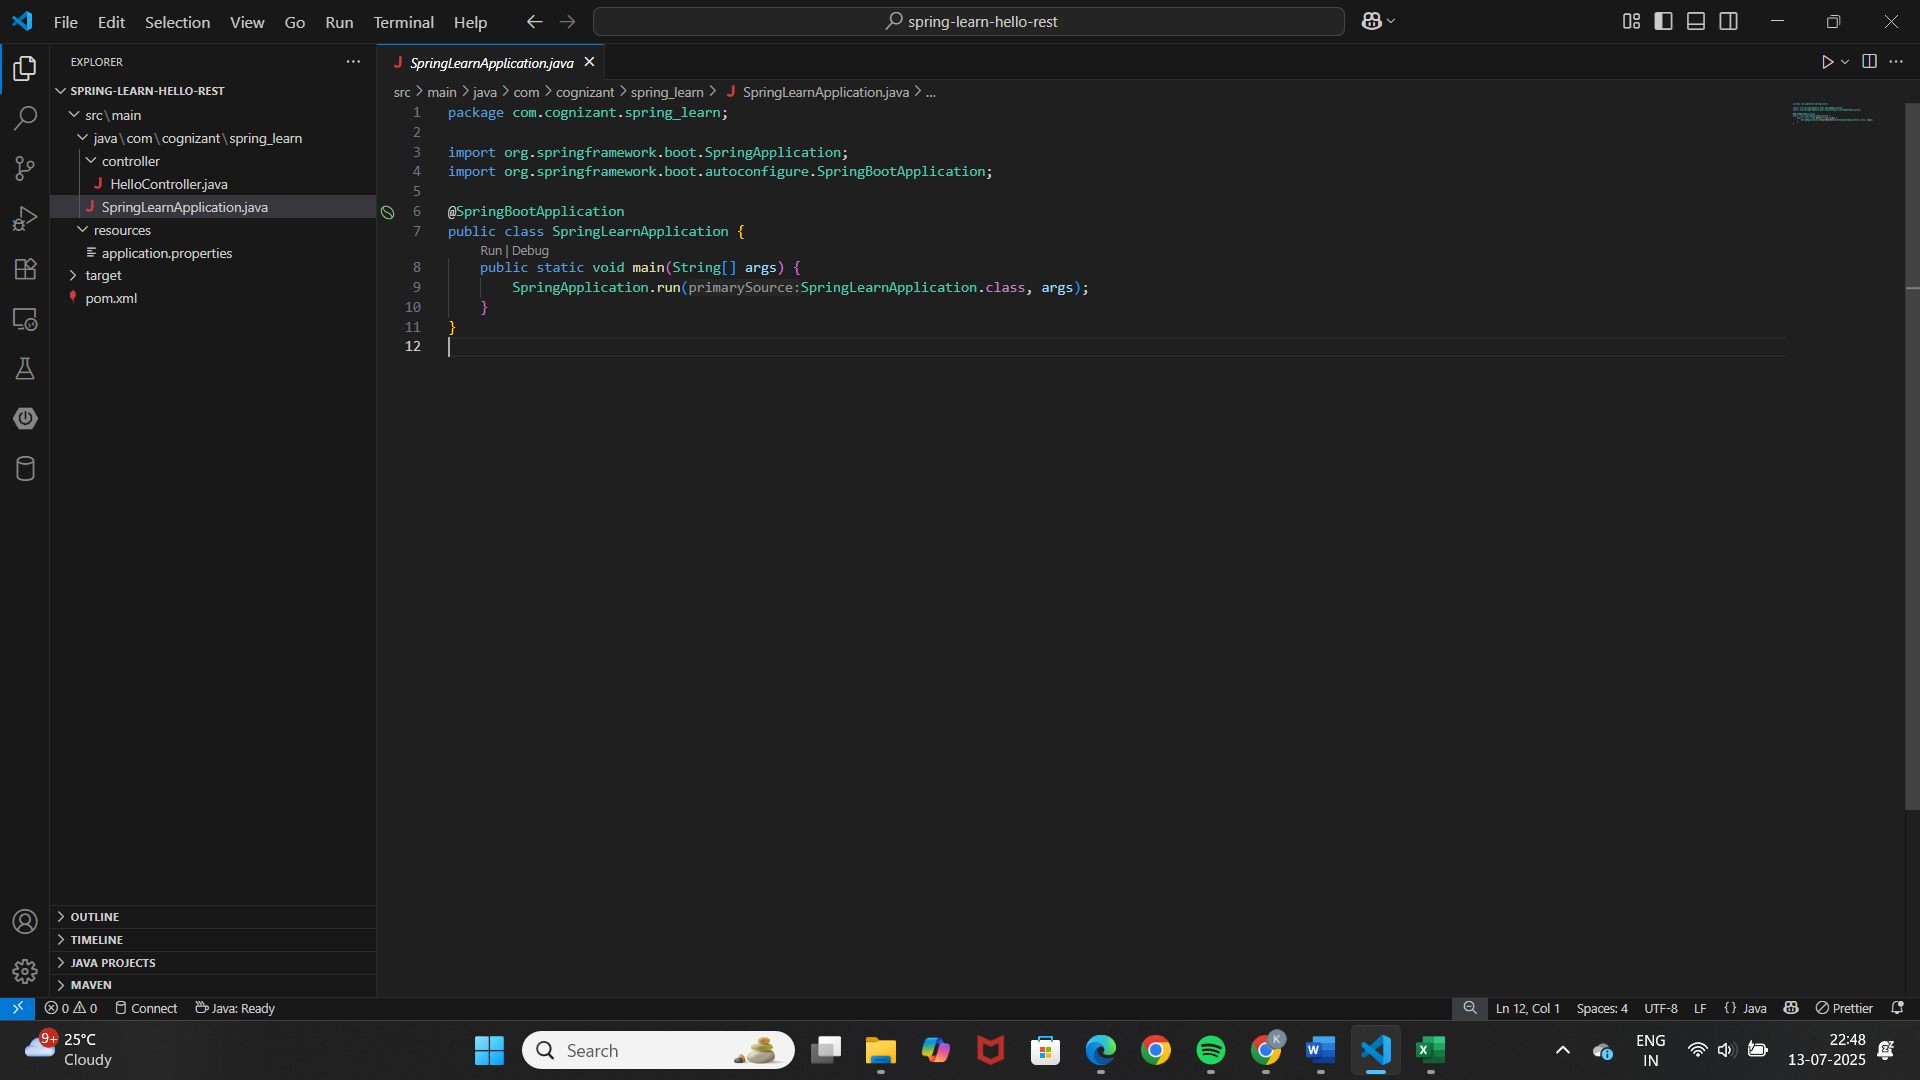 File Edit Selection View Go Run Terminal Help
spring-learn-hello-rest
EXPLORER
SPRING-LEARN-HELLO-REST
src\main
java\com\cognizant\spring_learn
controller
HelloController.java
SpringLearnApplication.java
resources
application.properties
target
pom.xml
OUTLINE
TIMELINE
JAVA PROJECTS
MAVEN
SpringLearnApplication.java
src > main > java > com > cognizant > spring_learn > SpringLearnApplication.java > ...
1 package com.cognizant.spring_learn;
2
3 import org.springframework.boot.SpringApplication;
4 import org.springframework.boot.autoconfigure.SpringBootApplication;
5
6 @SpringBootApplication
7 public class SpringLearnApplication {
Run | Debug
8 public static void main(String[] args) {
9 SpringApplication.run(primarySource:SpringLearnApplication.class, args);
10 }
11 }
12
0 0 Connect Java: Ready
Ln 12, Col 1 Spaces: 4 UTF-8 LF {} Java Prettier
9+ 25°C
Cloudy
Search
K
ENG
IN
22:48
13-07-2025